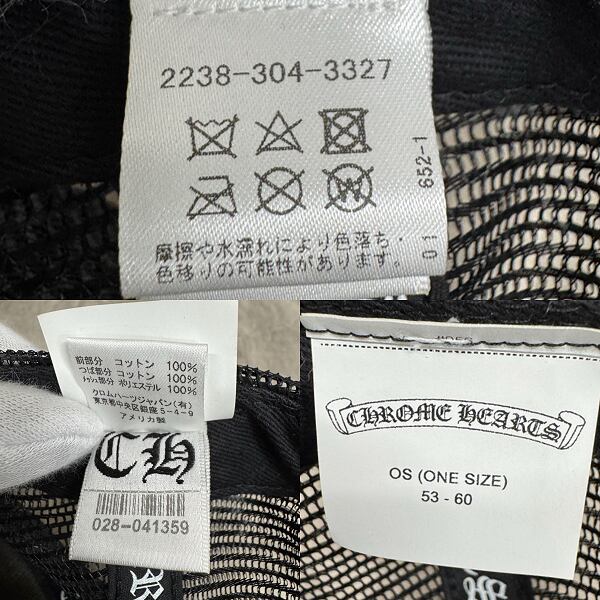 2238-304-3327
652-1
01
摩擦や水濡れにより色落ち・
色移りの可能性があります。
前部分 コットン 100%
つば部分 コットン 100%
ﾒｯｼｭ部分 ポリエステル 100%
クロムハーツジャパン(有)
東京都中央区銀座5-4-9
アメリカ製
CH
028-041359
CHROME HEARTS
OS (ONE SIZE)
53 - 60